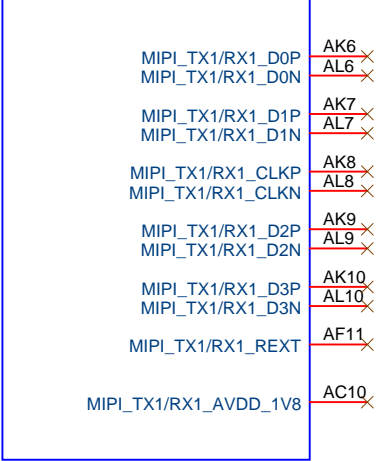 MIPI_TX1/RX1_D0P AK6
MIPI_TX1/RX1_D0N AL6
MIPI_TX1/RX1_D1P AK7
MIPI_TX1/RX1_D1N AL7
MIPI_TX1/RX1_CLKP AK8
MIPI_TX1/RX1_CLKN AL8
MIPI_TX1/RX1_D2P AK9
MIPI_TX1/RX1_D2N AL9
MIPI_TX1/RX1_D3P AK10
MIPI_TX1/RX1_D3N AL10
MIPI_TX1/RX1_REXT AF11
MIPI_TX1/RX1_AVDD_1V8 AC10